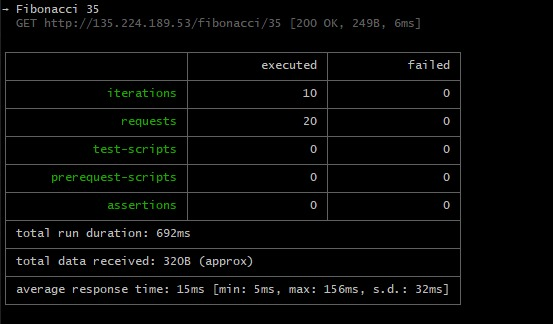 → Fibonacci 35
GET http://135.224.189.53/fibonacci/35 [200 OK, 249B, 6ms]
executed failed
iterations 10 0
requests 20 0
test-scripts 0 0
prerequest-scripts 0 0
assertions 0 0
total run duration: 692ms
total data received: 320B (approx)
average response time: 15ms [min: 5ms, max: 156ms, s.d.: 32ms]